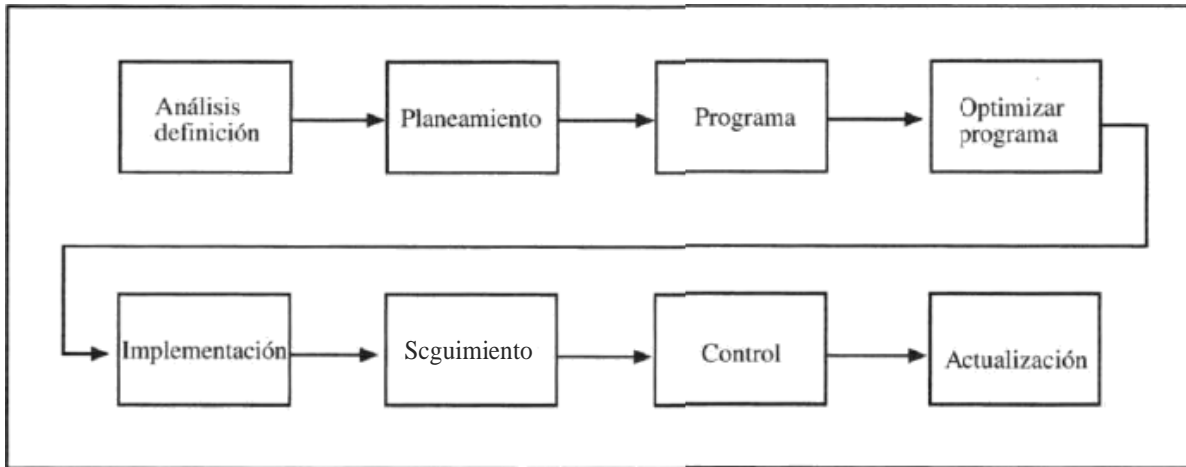 Análisis
definición
Planeamiento
Programa
Optimizar
programa
Implementación
Scguimiento
Control
Actualización